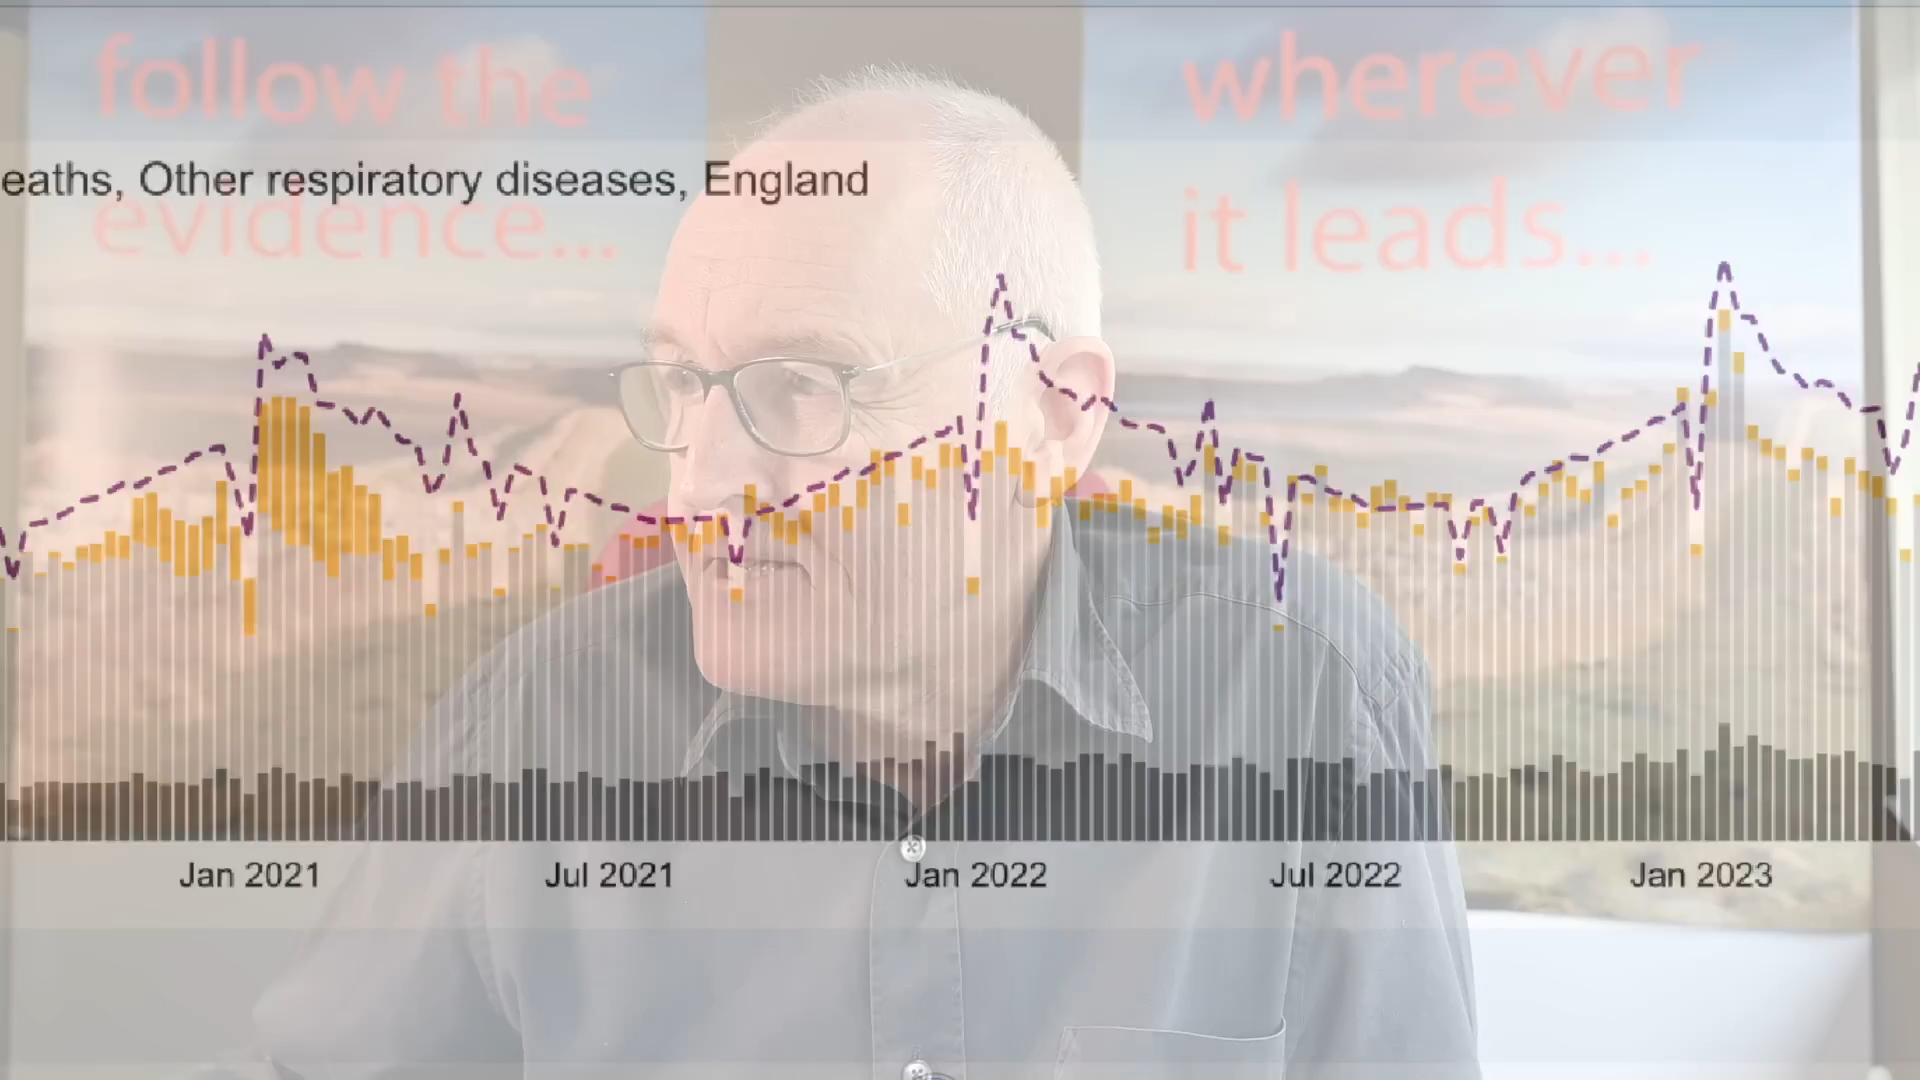 follow the
evidence...
wherever
it leads...
eaths, Other respiratory diseases, England
Jan 2021
Jul 2021
Jan 2022
Jul 2022
Jan 2023